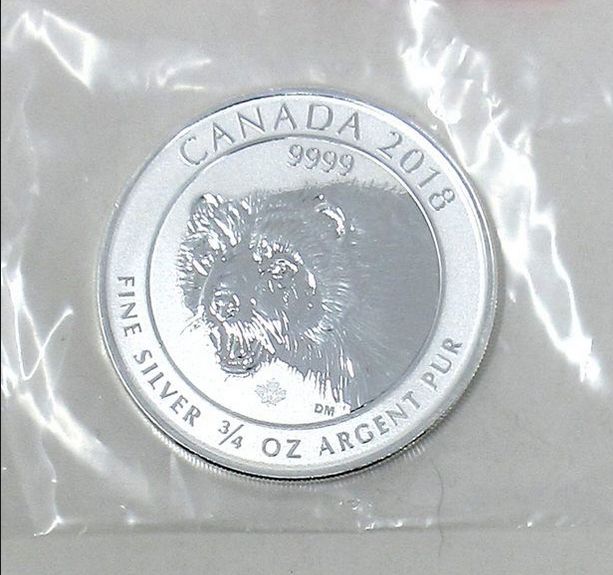 CANADA 2018
9999
FINE SILVER 3/4 OZ ARGENT PUR
DM